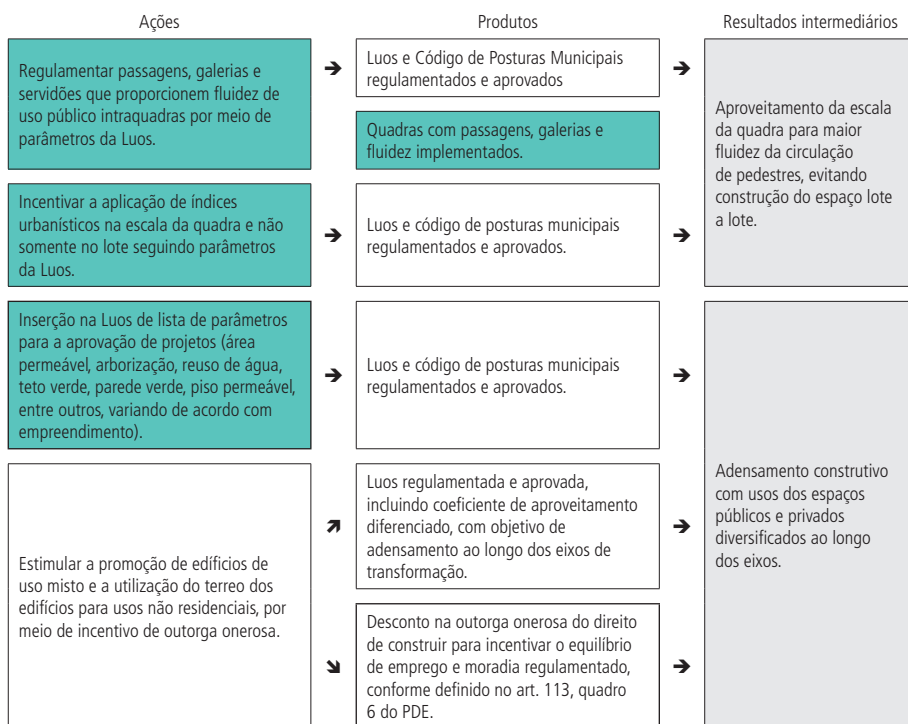 Ações
Produtos
Resultados intermediários
Regulamentar passagens, galerias e
servidões que proporcionem fluidez de
uso público intraquadras por meio de
parâmetros da Luos.
➔
Luos e Código de Posturas Municipais
regulamentados e aprovados
➔
Quadras com passagens, galerias e
fluidez implementados.
Aproveitamento da escala
da quadra para maior
fluidez da circulação
de pedestres, evitando
construção do espaço lote
a lote.
Incentivar a aplicação de índices
urbanísticos na escala da quadra e não
somente no lote seguindo parâmetros
da Luos.
➔
Luos e código de posturas municipais
regulamentados e aprovados.
➔
Inserção na Luos de lista de parâmetros
para a aprovação de projetos (área
permeável, arborização, reuso de água,
teto verde, parede verde, piso permeável,
entre outros, variando de acordo com
empreendimento).
➔
Luos e código de posturas municipais
regulamentados e aprovados.
➔
Estimular a promoção de edíficios de
uso misto e a utilização do terreo dos
edifícios para usos não residenciais, por
meio de incentivo de outorga onerosa.
Luos regulamentada e aprovada,
incluindo coeficiente de aproveitamento
diferenciado, com objetivo de
adensamento ao longo dos eixos de
transformação.
➔
Desconto na outorga onerosa do direito
de construir para incentivar o equilíbrio
de emprego e moradia regulamentado,
conforme definido no art. 113, quadro
6 do PDE.
➔
Adensamento construtivo
com usos dos espaços
públicos e privados
diversificados ao longo
dos eixos.